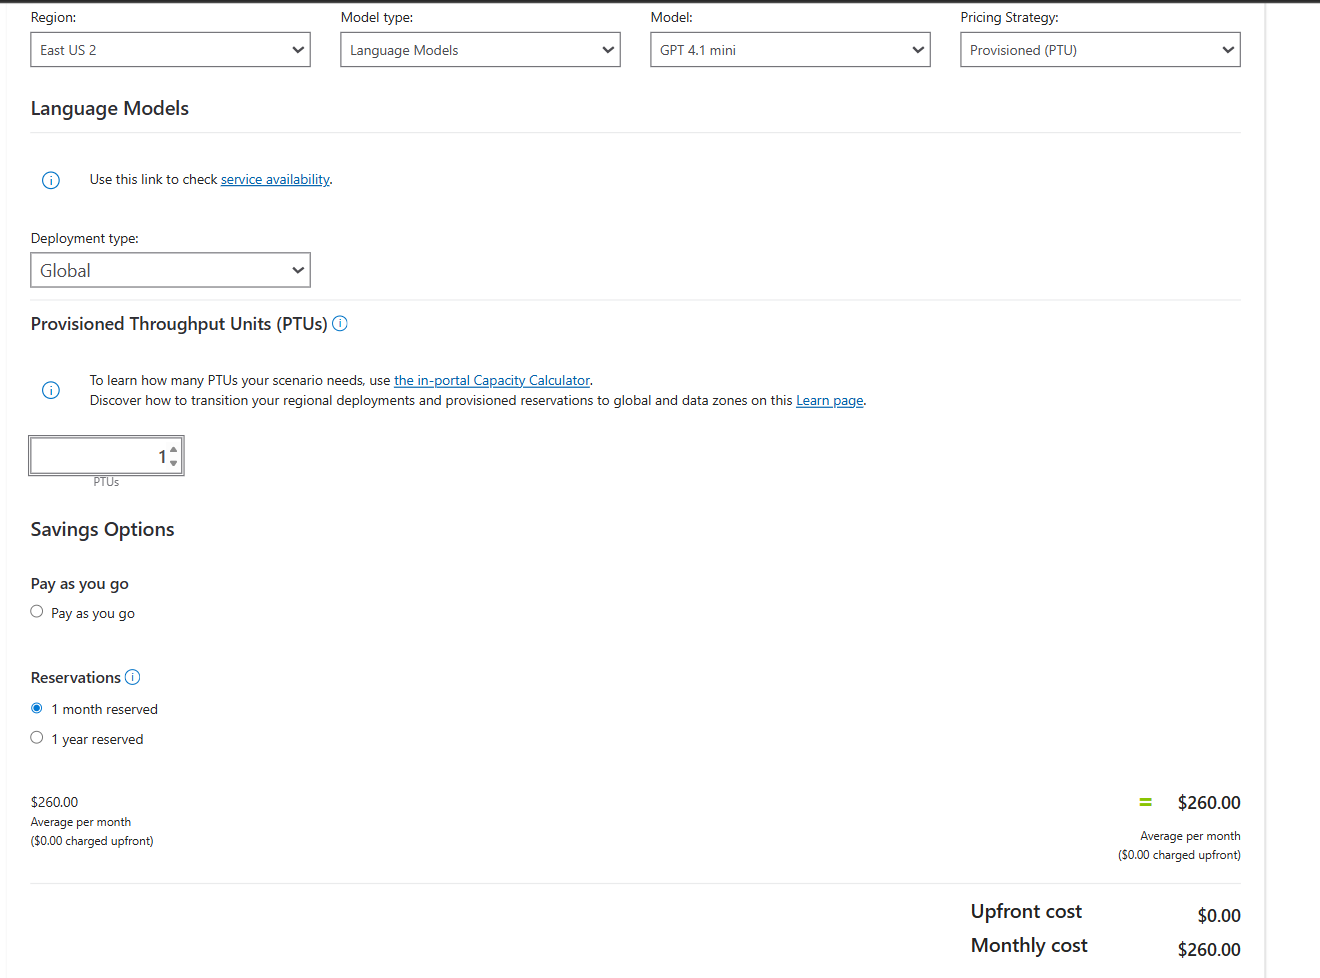 Region:
Model type:
Model:
Pricing Strategy:
East US 2
Language Models
GPT 4.1 mini
Provisioned (PTU)
Language Models
Use this link to check service availability.
Deployment type:
Global
Provisioned Throughput Units (PTUs)
To learn how many PTUs your scenario needs, use the in-portal Capacity Calculator.
Discover how to transition your regional deployments and provisioned reservations to global and data zones on this Learn page.
1
PTUs
Savings Options
Pay as you go
Pay as you go
Reservations
1 month reserved
1 year reserved
$260.00
Average per month
($0.00 charged upfront)
= $260.00
Average per month
($0.00 charged upfront)
Upfront cost $0.00
Monthly cost $260.00